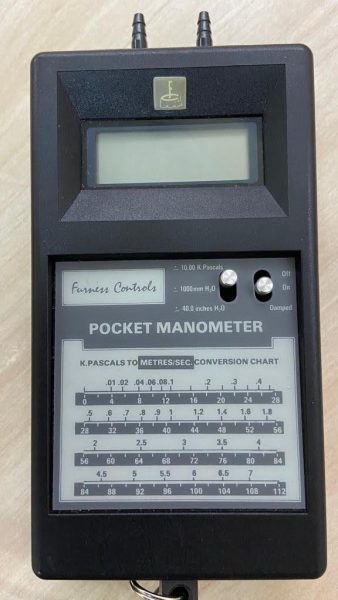 ∴ 10.00 K Pascals
Off
Furness Controls
∴ 1000mm H₂O
On
∴ 40.0 inches H₂O
Damped
POCKET MANOMETER
K.PASCALS TO METRES/SEC. CONVERSION CHART
.01 .02 .04 .06 .08 .1 .2 .3 .4
0 4 8 12 16 20 24 28
.5 .6 .7 .8 .9 1 1.2 1.4 1.6 1.8
28 32 36 40 44 48 52 56
2 2.5 3 3.5 4
56 60 64 68 72 76 80 84
4.5 5 5.5 6 6.5 7
84 88 92 96 100 104 108 112